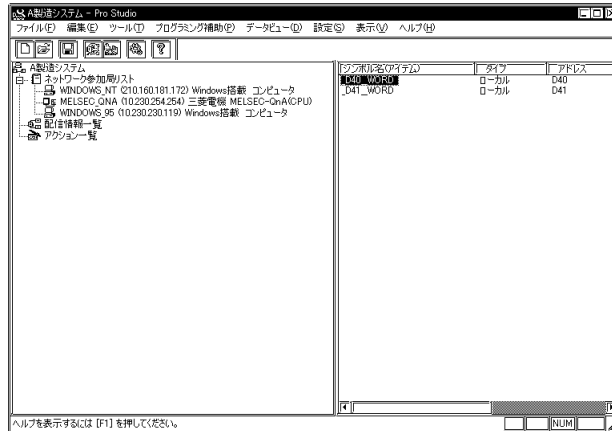 A製造システム - Pro Studio
ファイル(F) 編集(E) ツール(T) プログラミング補助(P) データビュー(D) 設定(S) 表示(V) ヘルプ(H)
A製造システム
ネットワーク参加局リスト
WINDOWS_NT (210.160.181.172) Windows搭載 コンピュータ
MELSEC_QNA (10.230.254.254) 三菱電機 MELSEC-QnA(CPU)
WINDOWS_95 (10.230.230.119) Windows搭載 コンピュータ
配信情報一覧
アクション一覧
シンボル名(アイテム) タイプ アドレス
_D40_WORD ローカル D40
_D41_WORD ローカル D41
ヘルプを表示するには [F1] を押してください。
NUM